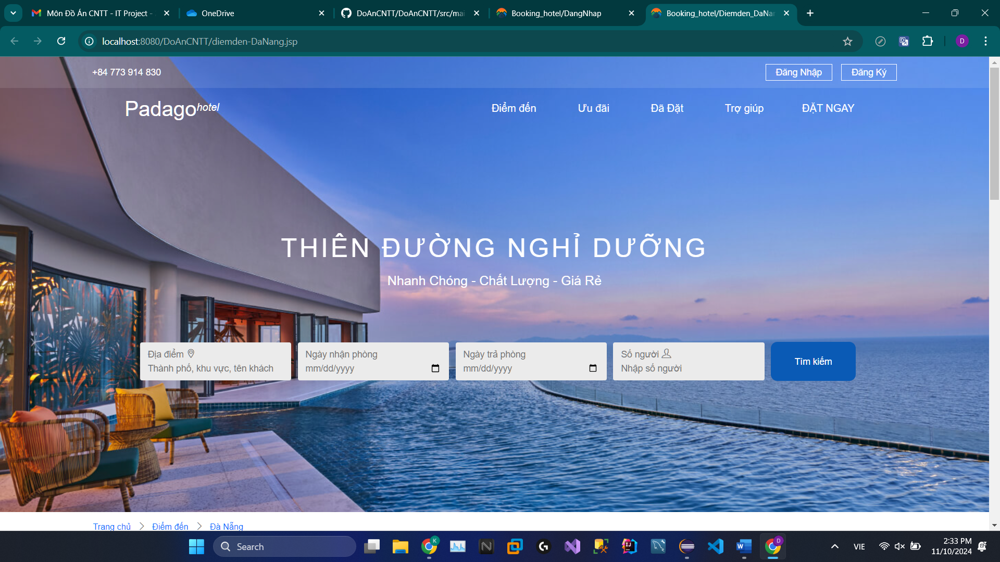 Môn Đồ Án CNTT - IT Project -
OneDrive
DoAnCNTT/DoAnCNTT/src/mai
Booking_hotel/DangNhap
Booking_hotel/Diemden_DaNan
localhost:8080/DoAnCNTT/diemden-DaNang.jsp
D
+84 773 914 830
Đăng Nhập
Đăng Ký
Padago hotel
Điểm đến
Ưu đãi
Đã Đặt
Trợ giúp
ĐẶT NGAY
THIÊN ĐƯỜNG NGHỈ DƯỠNG
Nhanh Chóng - Chất Lượng - Giá Rẻ
Địa điểm
Thành phố, khu vực, tên khách
Ngày nhận phòng
mm/dd/yyyy
Ngày trả phòng
mm/dd/yyyy
Số người
Nhập số người
Tìm kiếm
Trang chủ
Điểm đến
Đà Nẵng
Search
K
D
VIE
2:33 PM
11/10/2024